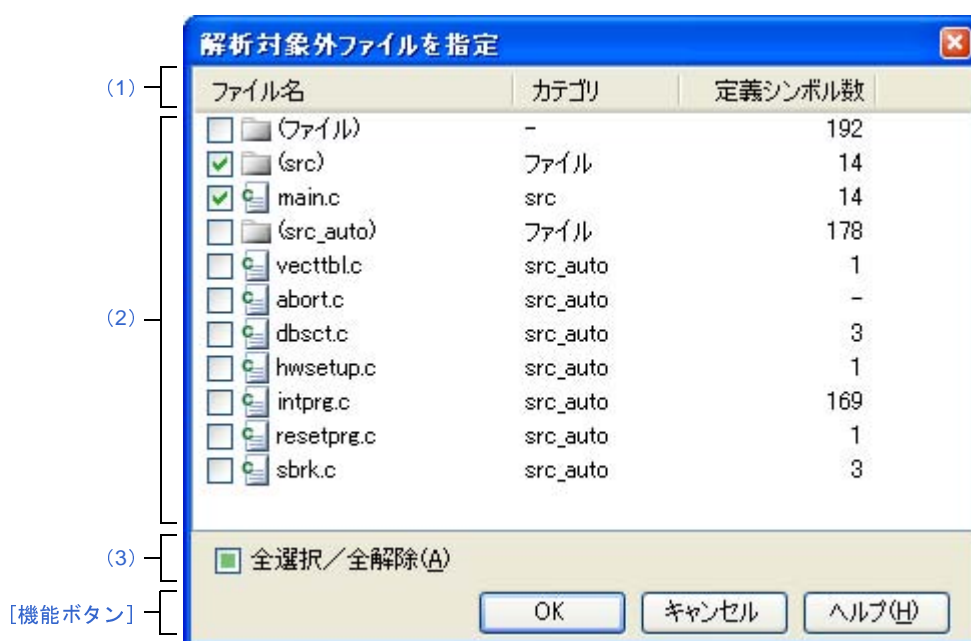 解析対象外ファイルを指定
(1) ファイル名 カテゴリ 定義シンボル数
(ファイル) - 192
(src) ファイル 14
main.c src 14
(src_auto) ファイル 178
vecttbl.c src_auto 1
abort.c src_auto -
(2) dbsct.c src_auto 3
hwsetup.c src_auto 1
intprg.c src_auto 169
resetprg.c src_auto 1
sbrk.c src_auto 3
(3) 全選択/全解除(A)
[機能ボタン] OK キャンセル ヘルプ(H)